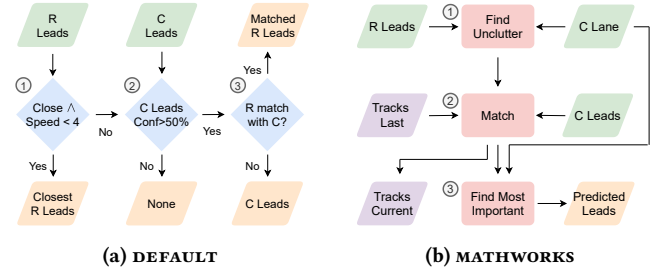 R
Leads
C
Leads
Matched
R Leads
1
Close ∧
Speed < 4
No
2
C Leads
Conf>50%
Yes
3
R match
with C?
Yes
Yes
No
No
Closest
R Leads
None
C Leads
(a) DEFAULT
R Leads
1
Find
Unclutter
C Lane
Tracks
Last
2
Match
C Leads
Tracks
Current
3
Find Most
Important
Predicted
Leads
(b) MATHWORKS